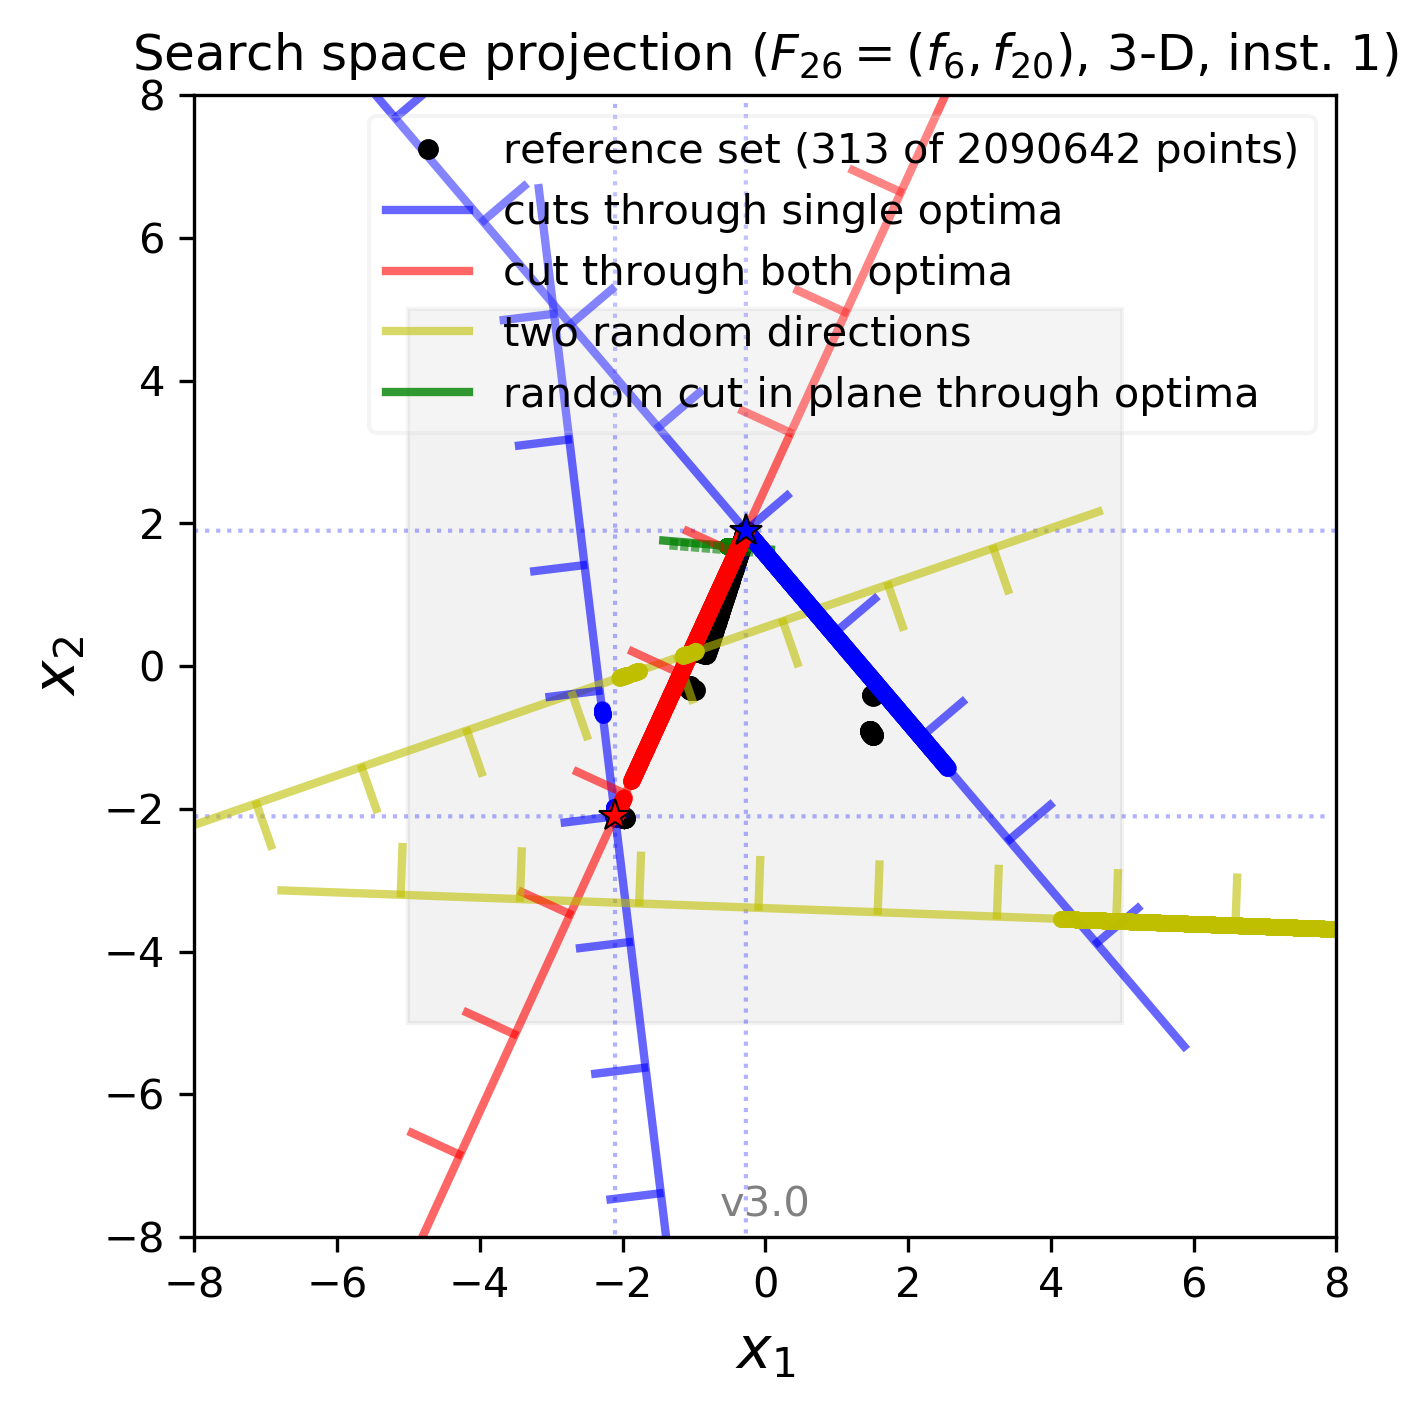 Search space projection (F₂₆ = (f₆, f₂₀), 3-D, inst. 1)
reference set (313 of 2090642 points)
cuts through single optima
cut through both optima
two random directions
random cut in plane through optima
8
6
4
2
0
−2
−4
−6
−8
x₂
v3.0
−8 −6 −4 −2 0 2 4 6 8
x₁